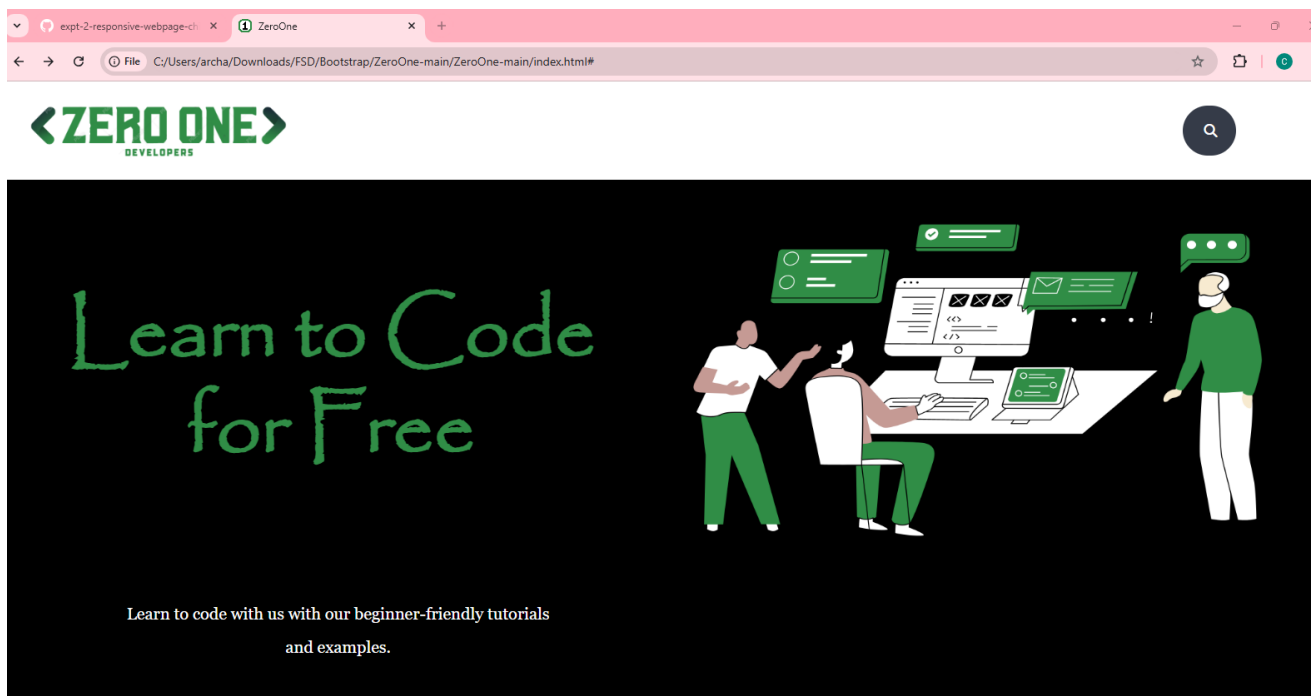 expt-2-responsive-webpage-ch
ZeroOne
File
C:/Users/archa/Downloads/FSD/Bootstrap/ZeroOne-main/ZeroOne-main/index.html#
C
<ZERO ONE>
DEVELOPERS
Learn to Code
for Free
<<>
</>
. . . . !
Learn to code with us with our beginner-friendly tutorials
and examples.